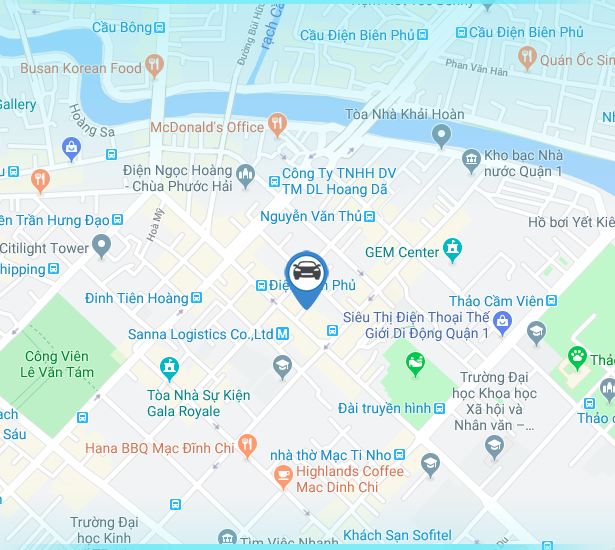 Cầu Bông
Cầu Điện Biên Phủ
Cầu Điện Biên Phủ
Quán Ốc Sin
Busan Korean Food
Đường Bùi Hữu
rạch Cầ
Phan Văn Hân
Gallery
Hoàng Sa
McDonald's Office
Tòa Nhà Khải Hoàn
Nh
Điện Ngọc Hoàng
Chùa Phước Hải
Công Ty TNHH DV
TM DL Hoang Dã
Kho bạc Nhà
nước Quận 1
ền Trần Hưng Đạo
Hoà Mỹ
Nguyễn Văn Thủ
Hồ bơi Yết Kiê
Citilight Tower
GEM Center
hipping
Đinh Tiên Hoàng
Phủ
Thảo Cầm Viên
Siêu Thị Điện Thoại Thế
Giới Di Động Quận 1
Sanna Logistics Co.,Ltd
Công Viên
Lê Văn Tám
Thảo
Tòa Nhà Sự Kiện
Gala Royale
Trường Đại
học Khoa học
Xã hội và
Nhân văn –...
Đài truyền hình
ach
Sáu
Thảo c
Hana BBQ Mạc Đĩnh Chi
nhà thờ Mạc Ti Nho
Highlands Coffee
Mac Dinh Chi
Trường Đại
học Kinh
Tìm Việc Nhanh
Khách Sạn Sofitel